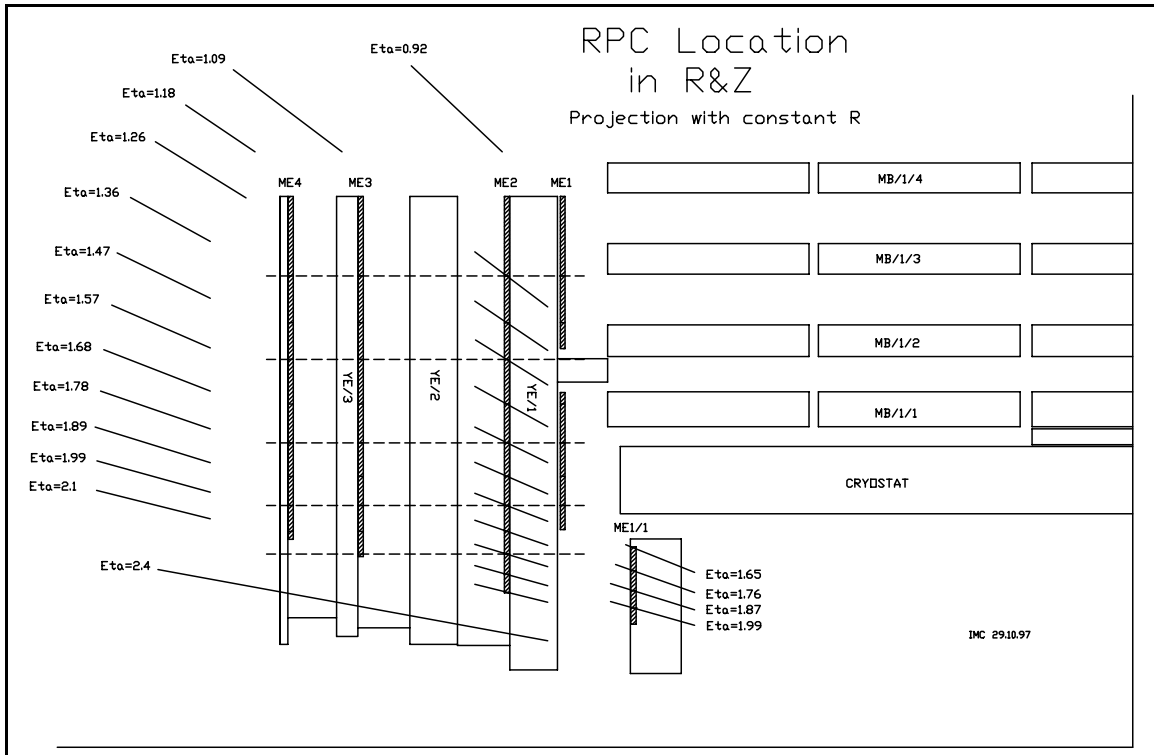 RPC Location
in R&Z
Projection with constant R
Eta=0.92
Eta=1.09
Eta=1.18
Eta=1.26
Eta=1.36
Eta=1.47
Eta=1.57
Eta=1.68
Eta=1.78
Eta=1.89
Eta=1.99
Eta=2.1
Eta=2.4
ME4
ME3
ME2
ME1
YE/3
YE/2
YE/1
MB/1/4
MB/1/3
MB/1/2
MB/1/1
CRYOSTAT
ME1/1
Eta=1.65
Eta=1.76
Eta=1.87
Eta=1.99
IMC 29.10.97